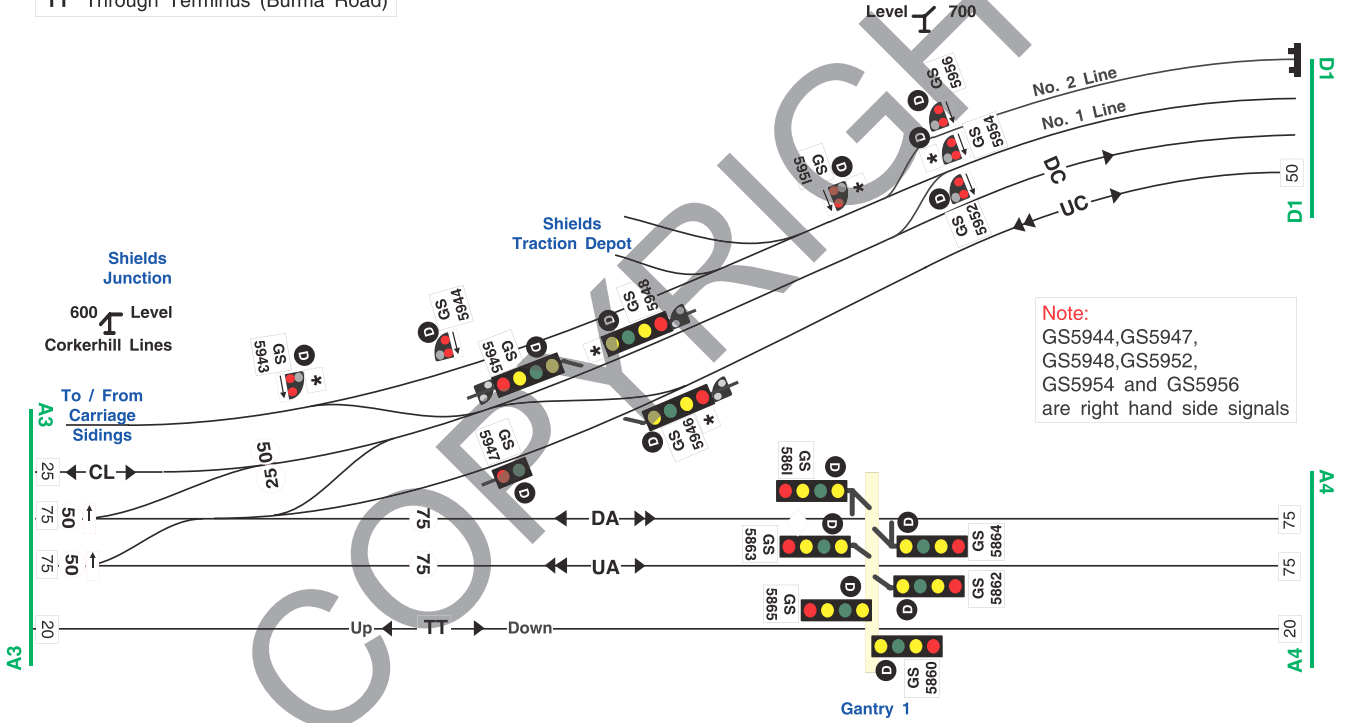 TT Through Terminus (Burma Road)
Level 700
D1
No. 2 Line
No. 1 Line
GS
5956
D
D
GS
5954
*
GS
5951
D
*
D
GS
5952
DC
UC
50
D1
Shields
Traction Depot
Shields
Junction
600 Level
Corkerhill Lines
GS
5943
D
*
GS
5944
D
GS
5945
D
GS
5948
D
*
GS
5946
D
*
GS
5947
D
To / From
Carriage
Sidings
A3
25
CL
50
25
75
50
75
DA
75
75
50
75
UA
75
20
Up
TT
Down
20
A3
GS
5861
D
GS
5863
D
D
GS
5864
GS
5862
D
GS
5865
D
GS
5860
D
Gantry 1
A4
A4
Note:
GS5944,GS5947,
GS5948,GS5952,
GS5954 and GS5956
are right hand side signals
COPYRIGH